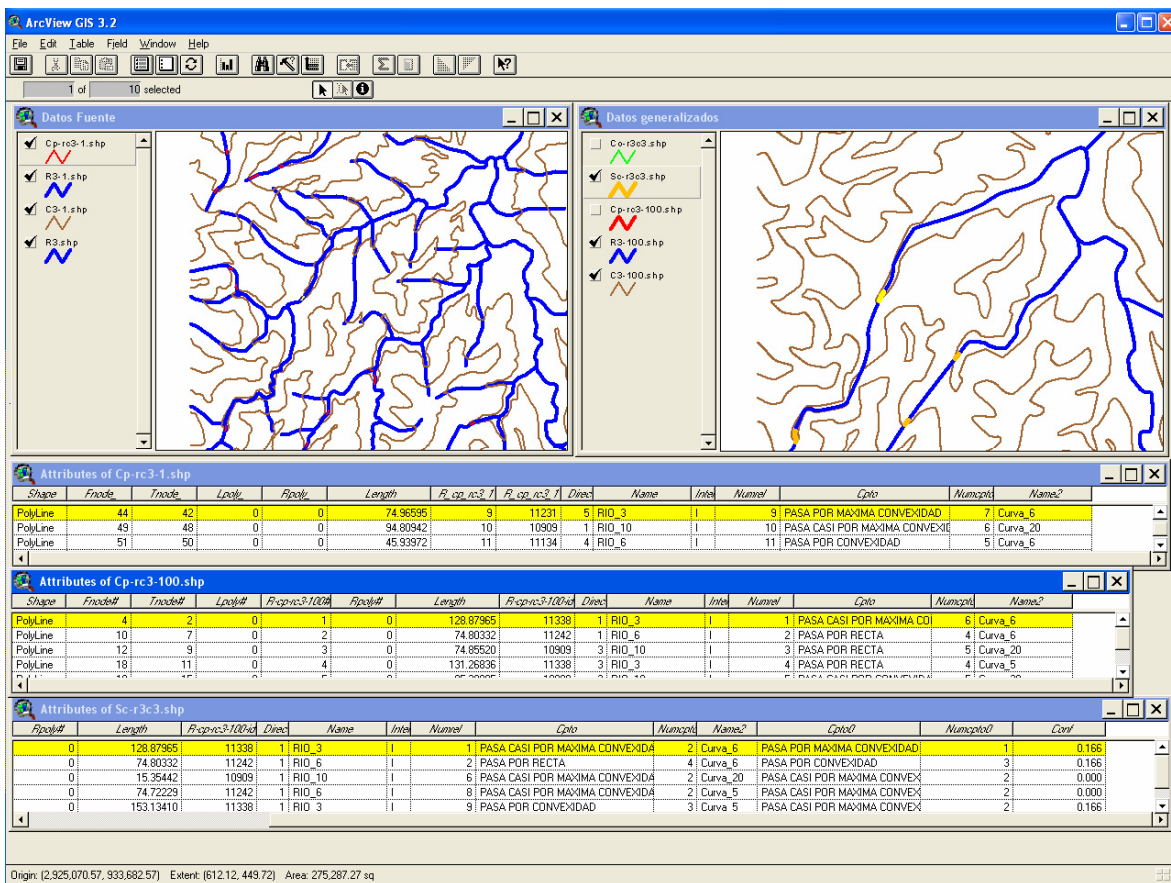 ArcView GIS 3.2
File Edit Table Field Window Help
1 of 10 selected
Datos Fuente
Cp-rc3-1.shp
R3-1.shp
C3-1.shp
R3.shp
Datos generalizados
Co-r3c3.shp
Sc-r3c3.shp
Cp-rc3-100.shp
R3-100.shp
C3-100.shp
Attributes of Cp-rc3-1.shp
Shape Fnode_ Tnode_ Lpoly_ Rpoly_ Length R_cp_rc3_1 R_cp_rc3_1 Direc Name Intel Numrel Cpto Numcpto Name2
PolyLine 44 42 0 0 74.96595 9 11231 5 RIO_3 I 9 PASA POR MAXIMA CONVEXIDAD 7 Curva_6
PolyLine 49 48 0 0 94.80942 10 10909 1 RIO_10 I 10 PASA CASI POR MAXIMA CONVEXID 6 Curva_20
PolyLine 51 50 0 0 45.93972 11 11134 4 RIO_6 I 11 PASA POR CONVEXIDAD 5 Curva_6
Attributes of Cp-rc3-100.shp
Shape Fnode# Tnode# Lpoly# R-cp-rc3-100# Rpoly# Length R-cp-rc3-100-id Direc Name Intel Numrel Cpto Numcpto Name2
PolyLine 4 2 0 1 0 128.87965 11338 1 RIO_3 I 1 PASA CASI POR MAXIMA CO 6 Curva_6
PolyLine 10 7 0 2 0 74.80332 11242 1 RIO_6 I 2 PASA POR RECTA 4 Curva_6
PolyLine 12 9 0 3 0 74.85520 10909 3 RIO_10 I 3 PASA POR RECTA 5 Curva_20
PolyLine 18 11 0 4 0 131.26836 11338 3 RIO_3 I 4 PASA POR RECTA 4 Curva_5
Attributes of Sc-r3c3.shp
Rpoly# Length R-cp-rc3-100-id Direc Name Intel Numrel Cpto Numcpto Name2 Cpto0 Numcpto0 Conf
0 128.87965 11338 1 RIO_3 I 1 PASA CASI POR MAXIMA CONVEXIDA 2 Curva_6 PASA POR MAXIMA CONVEXIDAD 1 0.166
0 74.80332 11242 1 RIO_6 I 2 PASA POR RECTA 4 Curva_6 PASA POR CONVEXIDAD 3 0.166
0 15.35442 10909 1 RIO_10 I 6 PASA CASI POR MAXIMA CONVEXIDA 2 Curva_20 PASA CASI POR MAXIMA CONVEX 2 0.000
0 74.72229 11242 1 RIO_6 I 8 PASA CASI POR MAXIMA CONVEXIDA 2 Curva_5 PASA CASI POR MAXIMA CONVEX 2 0.000
0 153.13410 11338 1 RIO_3 I 9 PASA POR CONVEXIDAD 3 Curva_5 PASA CASI POR MAXIMA CONVEX 2 0.166
Origin: (2,925,070.57, 933,682.57) Extent: (612.12, 449.72) Area: 275,287.27 sq